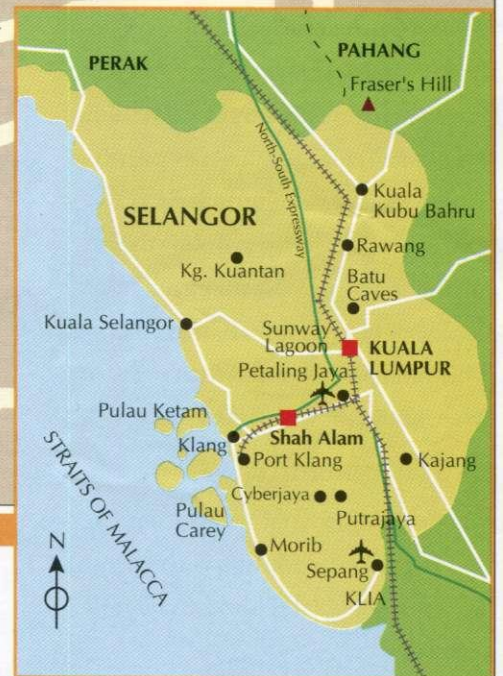 PERAK
PAHANG
Fraser's Hill
North-South Expressway
Kuala
Kubu Bahru
SELANGOR
Rawang
Kg. Kuantan
Batu
Caves
Kuala Selangor
Sunway
Lagoon
KUALA
LUMPUR
Petaling Jaya
Pulau Ketam
Klang
Shah Alam
Port Klang
Kajang
STRAITS OF MALACCA
Cyberjaya
Pulau
Carey
Putrajaya
N
Morib
Sepang
KLIA